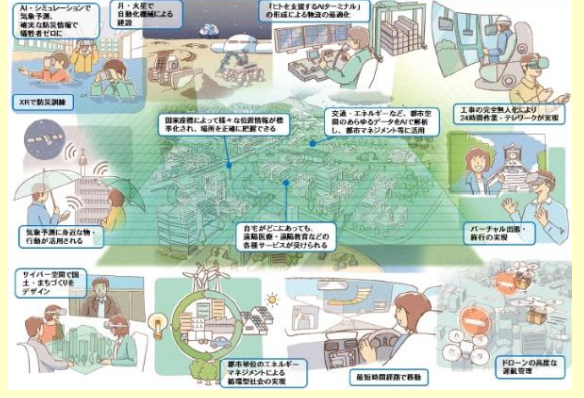 AI・シミュレーションで
気象予測、
確実な防災情報で
犠牲者ゼロに
月・火星で
自動化機械による
建設
「ヒトを支援するAIターミナル」
の形成による物流の最適化
XRで防災訓練
工事の完全無人化により
24時間作業・テレワークが実現
国家座標によって様々な位置情報が標
準化され、場所を正確に把握できる
交通・エネルギーなど、都市空
間のあらゆるデータをAIで解析
し、都市マネジメント等に活用
気象予測に身近な物・
行動が活用される
自宅がどこにあっても、
遠隔医療・遠隔教育などの
各種サービスが受けられる
バーチャル出張・
旅行の実現
サイバー空間で国
土・まちづくりを
デザイン
都市単位のエネルギー
マネジメントによる
循環型社会の実現
最短時間経路で移動
ドローンの高度な
運航管理